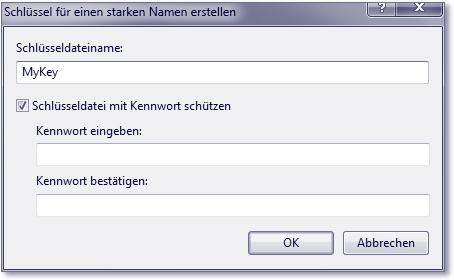 Schlüssel für einen starken Namen erstellen
Schlüsseldateiname:
MyKey
Schlüsseldatei mit Kennwort schützen
Kennwort eingeben:
Kennwort bestätigen:
OK Abbrechen